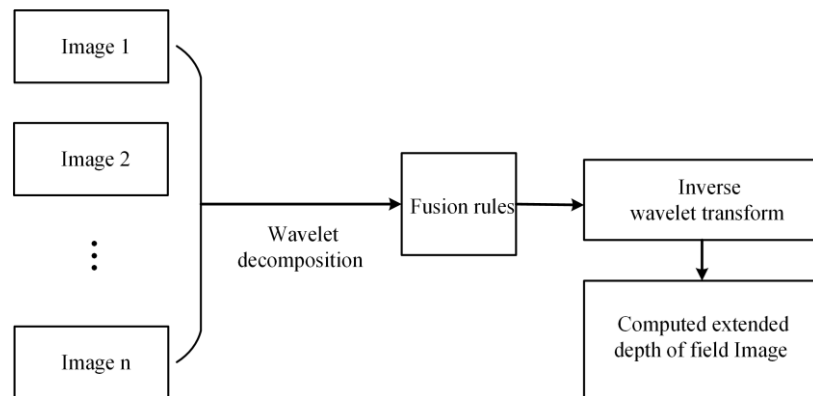 Image 1
Image 2
Image n
Wavelet
decomposition
Fusion rules
Inverse
wavelet transform
Computed extended
depth of field Image